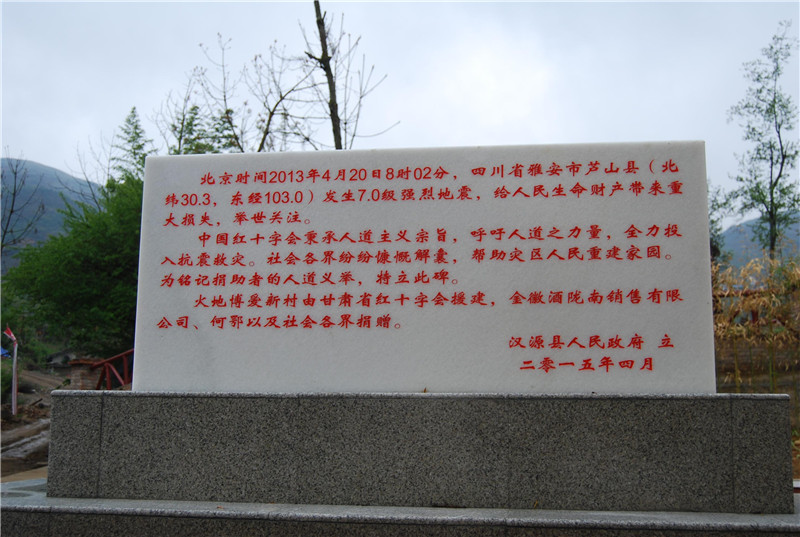 北京时间2013年4月20日8时02分，四川省雅安市芦山县（北
纬30.3，东经103.0）发生7.0级强烈地震，给人民生命财产带来重
大损失，举世关注。
中国红十字会秉承人道主义宗旨，呼吁人道之力量，全力投
入抗震救灾。社会各界纷纷慷慨解囊，帮助灾区人民重建家园。
为铭记捐助者的人道义举，特立此碑。
火地博爱新村由甘肃省红十字会援建，金徽酒陇南销售有限
公司、何鄂以及社会各界捐赠。
汉源县人民政府 立
二零一五年四月